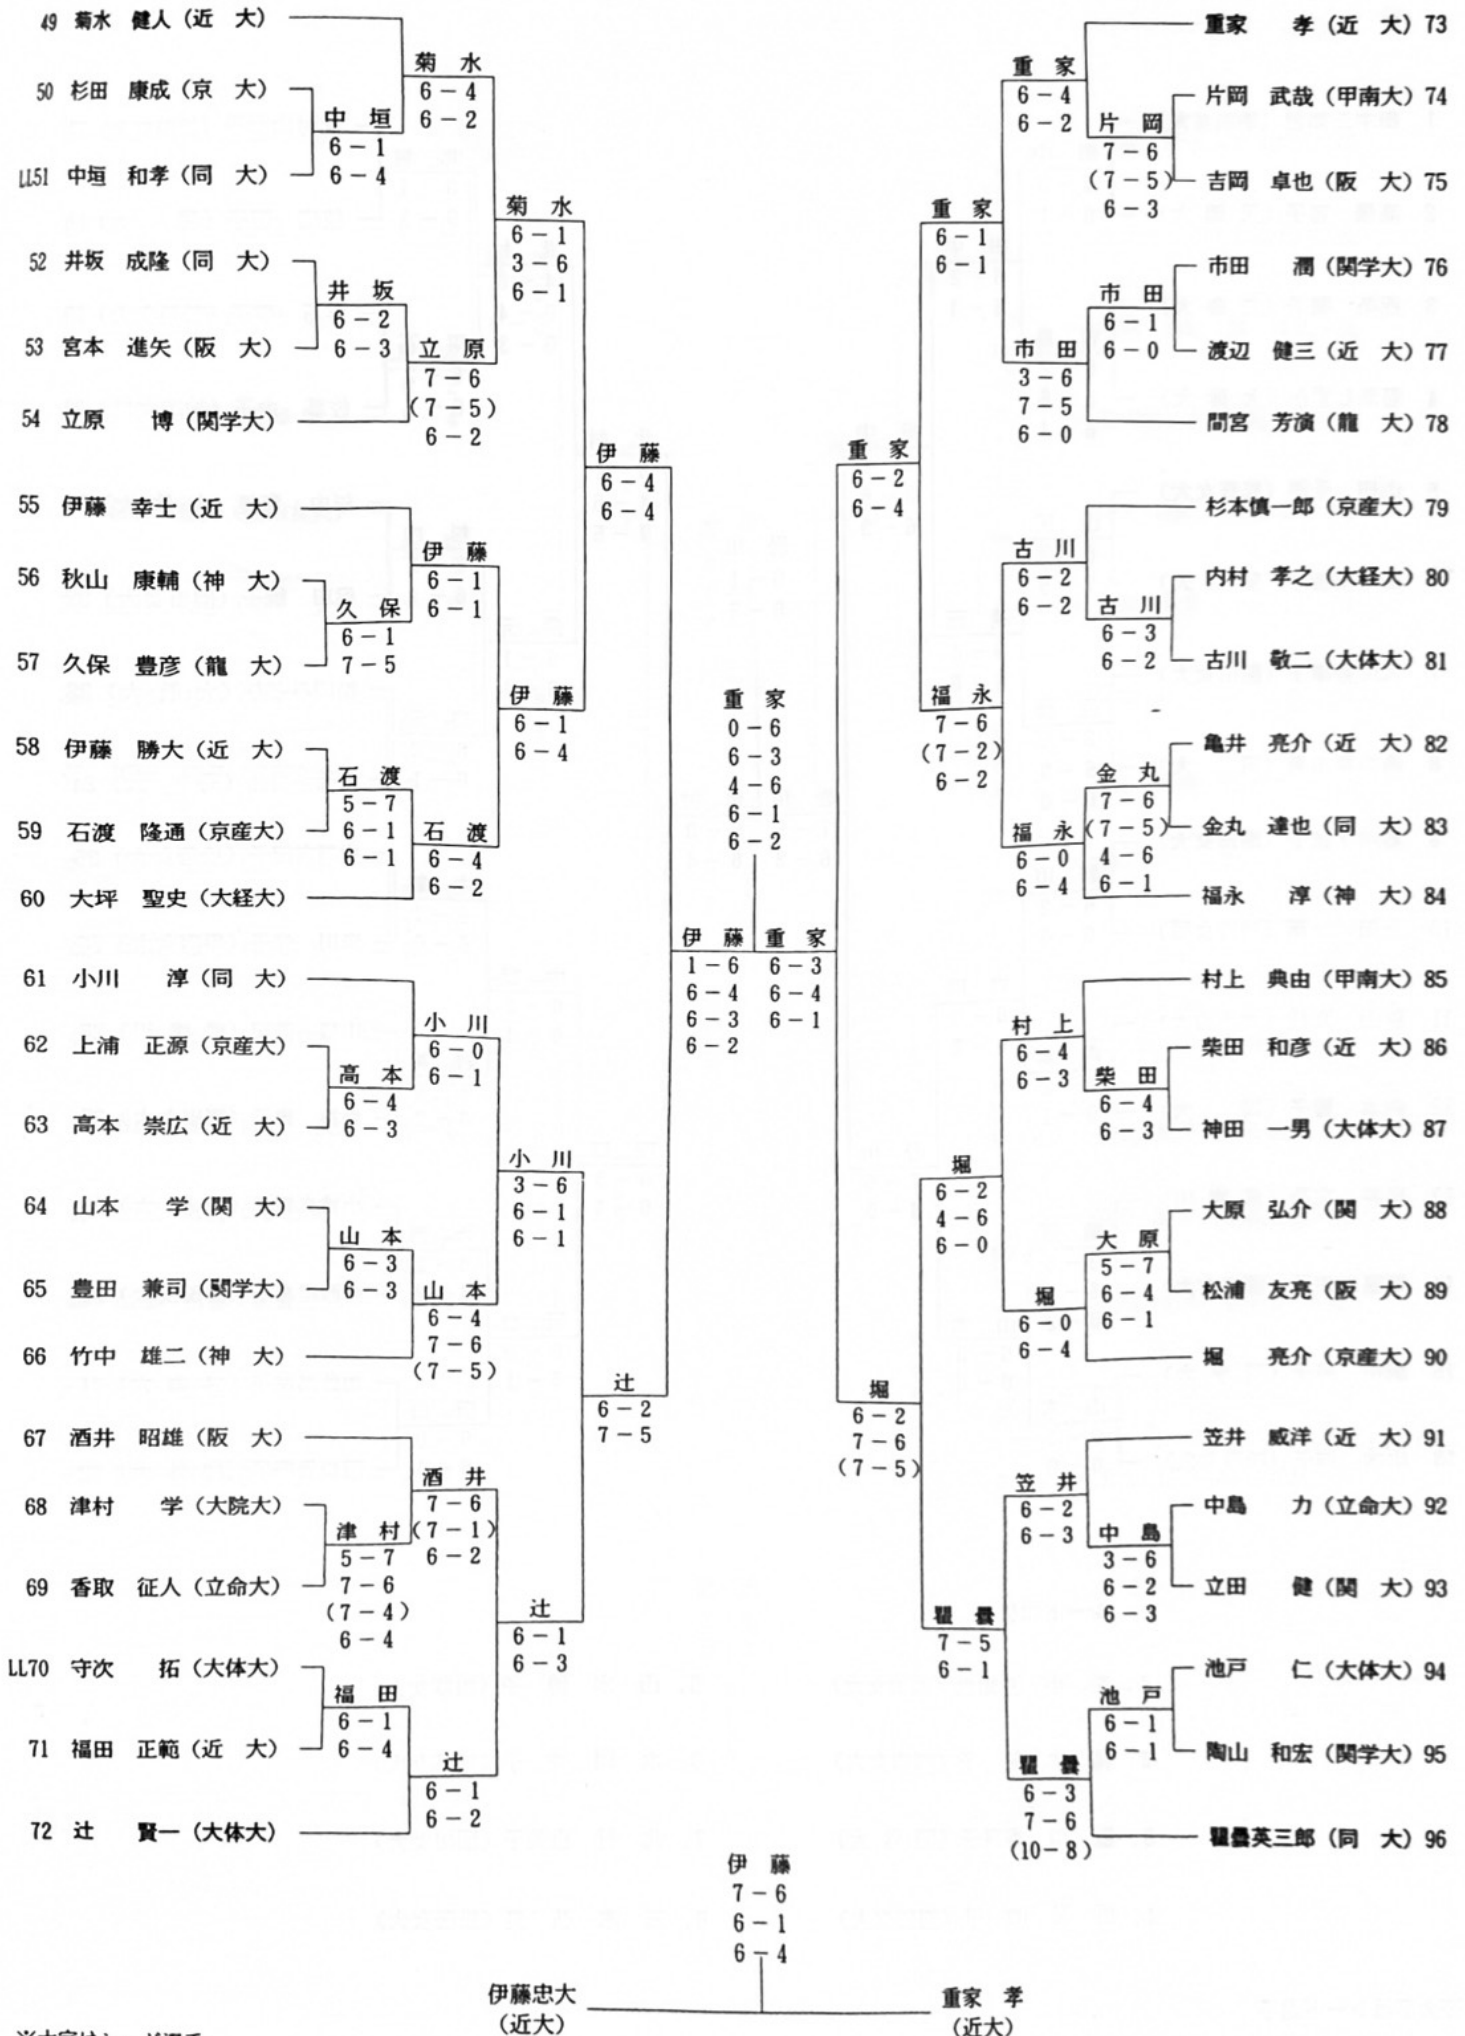 49 菊水 健人（近 大）
50 杉田 康成（京 大）
LL51 中垣 和孝（同 大）
52 井坂 成隆（同 大）
53 宮本 進矢（阪 大）
54 立原 博（関学大）
55 伊藤 幸士（近 大）
56 秋山 康輔（神 大）
57 久保 豊彦（龍 大）
58 伊藤 勝大（近 大）
59 石渡 隆通（京産大）
60 大坪 聖史（大経大）
61 小川 淳（同 大）
62 上浦 正源（京産大）
63 高本 崇広（近 大）
64 山本 学（関 大）
65 豊田 兼司（関学大）
66 竹中 雄二（神 大）
67 酒井 昭雄（阪 大）
68 津村 学（大院大）
69 香取 征人（立命大）
LL70 守次 拓（大体大）
71 福田 正範（近 大）
72 辻 賢一（大体大）
中 垣
6－1
6－4
井 坂
6－2
6－3
久 保
6－1
7－5
石 渡
5－7
6－1
6－1
高 本
6－4
6－3
山 本
6－3
6－3
津 村
5－7
7－6
(7－4)
6－4
福 田
6－1
6－4
菊 水
6－4
6－2
立 原
7－6
(7－5)
6－2
伊 藤
6－1
6－1
石 渡
6－4
6－2
小 川
6－0
6－1
山 本
6－4
7－6
(7－5)
酒 井
7－6
(7－1)
6－2
辻
6－1
6－2
菊 水
6－1
3－6
6－1
伊 藤
6－1
6－4
小 川
3－6
6－1
6－1
辻
6－1
6－3
伊 藤
6－4
6－4
辻
6－2
7－5
伊 藤
1－6
6－4
6－3
6－2
重 家
0－6
6－3
4－6
6－1
6－2
重 家
6－3
6－4
6－1
重 家
6－2
6－4
堀
6－2
7－6
(7－5)
重 家
6－1
6－1
福 永
7－6
(7－2)
6－2
堀
6－2
4－6
6－0
瞿 曇
7－5
6－1
重 家
6－4
6－2
市 田
3－6
7－5
6－0
古 川
6－2
6－2
福 永
6－0
6－4
村 上
6－4
6－3
堀
6－0
6－4
笠 井
6－2
6－3
瞿 曇
6－3
7－6
(10－8)
片 岡
7－6
(7－5)
6－3
市 田
6－1
6－0
古 川
6－3
6－2
金 丸
7－6
(7－5)
4－6
6－1
柴 田
6－4
6－3
大 原
5－7
6－4
6－1
中 島
3－6
6－2
6－3
池 戸
6－1
6－1
重家 孝（近 大）73
片岡 武哉（甲南大）74
吉岡 卓也（阪 大）75
市田 潤（関学大）76
渡辺 健三（近 大）77
間宮 芳演（龍 大）78
杉本慎一郎（京産大）79
内村 孝之（大経大）80
古川 敬二（大体大）81
亀井 亮介（近 大）82
金丸 達也（同 大）83
福永 淳（神 大）84
村上 典由（甲南大）85
柴田 和彦（近 大）86
神田 一男（大体大）87
大原 弘介（関 大）88
松浦 友亮（阪 大）89
堀 亮介（京産大）90
笠井 威洋（近 大）91
中島 力（立命大）92
立田 健（関 大）93
池戸 仁（大体大）94
陶山 和宏（関学大）95
瞿曇英三郎（同 大）96
伊 藤
7－6
6－1
6－4
伊藤忠大
（近大）
重家 孝
（近大）